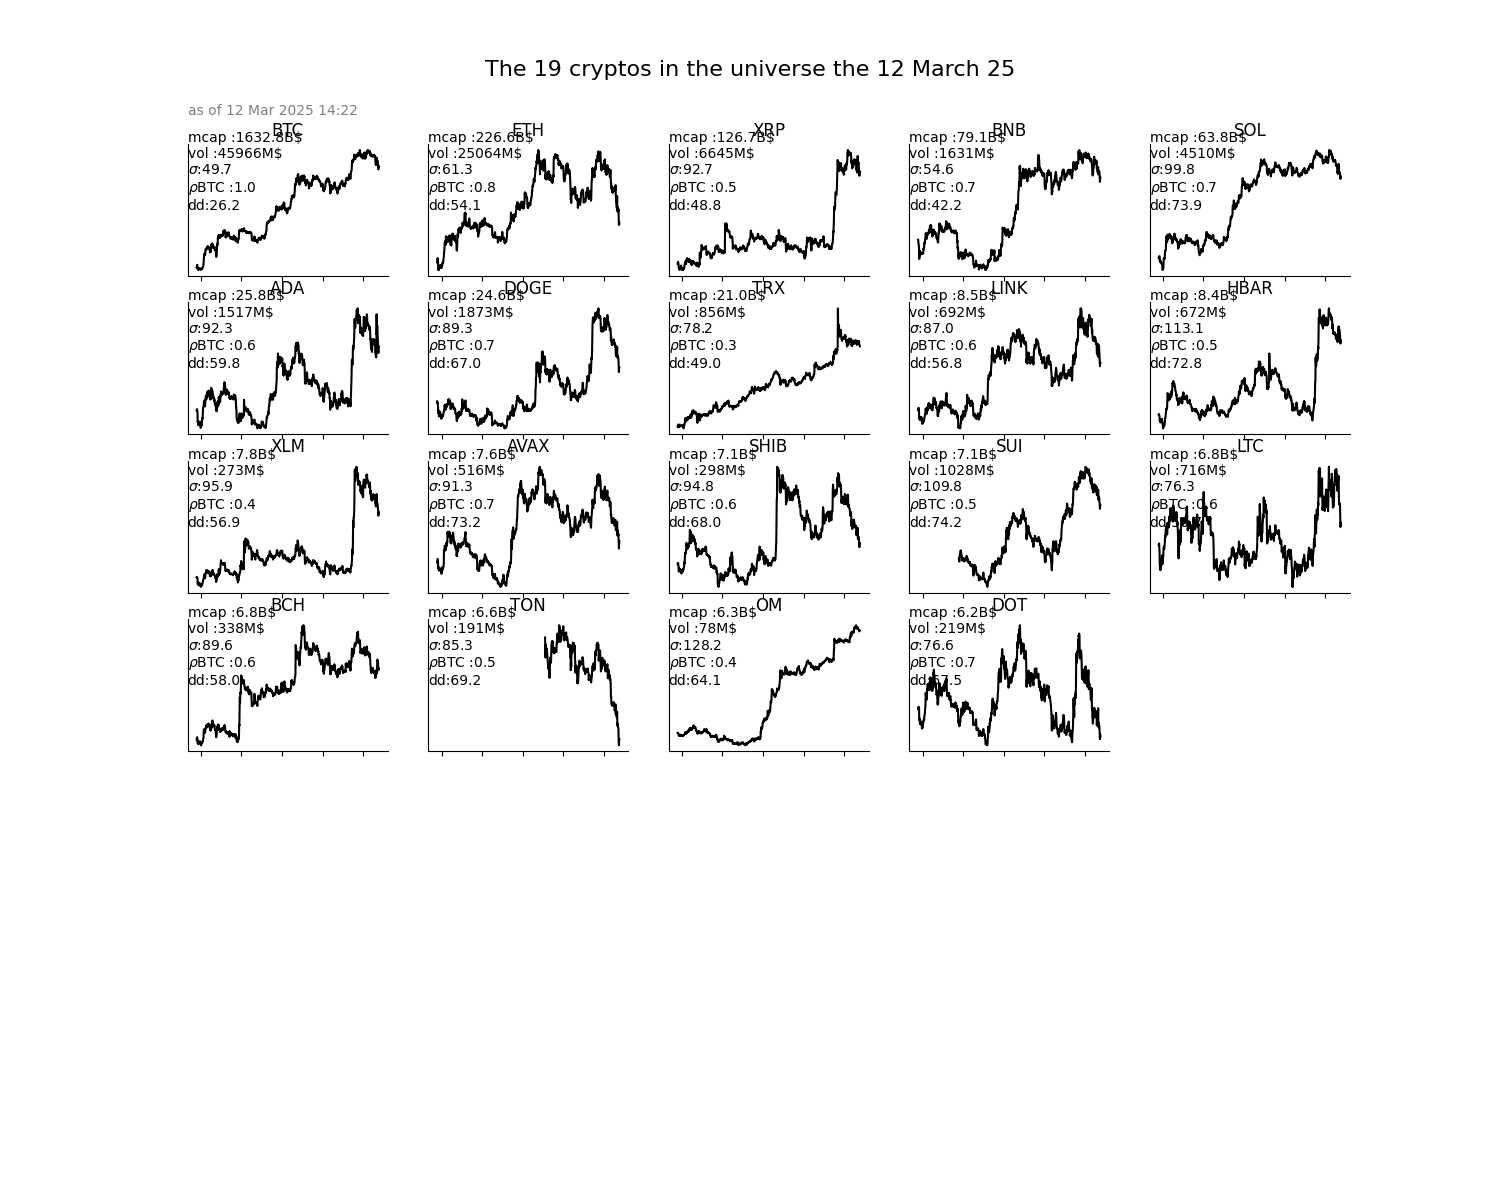 The 19 cryptos in the universe the 12 March 25
as of 12 Mar 2025 14:22
BTC
mcap :1632.8B$
vol :45966M$
σ:49.7
ρBTC :1.0
dd:26.2
ETH
mcap :226.6B$
vol :25064M$
σ:61.3
ρBTC :0.8
dd:54.1
XRP
mcap :126.7B$
vol :6645M$
σ:92.7
ρBTC :0.5
dd:48.8
BNB
mcap :79.1B$
vol :1631M$
σ:54.6
ρBTC :0.7
dd:42.2
SOL
mcap :63.8B$
vol :4510M$
σ:99.8
ρBTC :0.7
dd:73.9
ADA
mcap :25.8B$
vol :1517M$
σ:92.3
ρBTC :0.6
dd:59.8
DOGE
mcap :24.6B$
vol :1873M$
σ:89.3
ρBTC :0.7
dd:67.0
TRX
mcap :21.0B$
vol :856M$
σ:78.2
ρBTC :0.3
dd:49.0
LINK
mcap :8.5B$
vol :692M$
σ:87.0
ρBTC :0.6
dd:56.8
HBAR
mcap :8.4B$
vol :672M$
σ:113.1
ρBTC :0.5
dd:72.8
XLM
mcap :7.8B$
vol :273M$
σ:95.9
ρBTC :0.4
dd:56.9
AVAX
mcap :7.6B$
vol :516M$
σ:91.3
ρBTC :0.7
dd:73.2
SHIB
mcap :7.1B$
vol :298M$
σ:94.8
ρBTC :0.6
dd:68.0
SUI
mcap :7.1B$
vol :1028M$
σ:109.8
ρBTC :0.5
dd:74.2
LTC
mcap :6.8B$
vol :716M$
σ:76.3
ρBTC :0.6
BCH
mcap :6.8B$
vol :338M$
σ:89.6
ρBTC :0.6
dd:58.0
TON
mcap :6.6B$
vol :191M$
σ:85.3
ρBTC :0.5
dd:69.2
OM
mcap :6.3B$
vol :78M$
σ:128.2
ρBTC :0.4
dd:64.1
DOT
mcap :6.2B$
vol :219M$
σ:76.6
ρBTC :0.7
dd:67.5